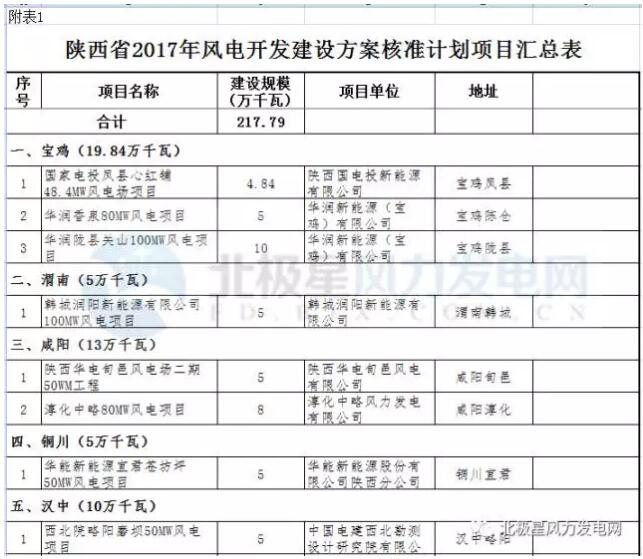 附表1
陕西省2017年风电开发建设方案核准计划项目汇总表
序号 项目名称 建设规模(万千瓦) 项目单位 地址
合计 217.79
一、宝鸡(19.84万千瓦)
1 国家电投凤县心红铺48.4MW风电场项目 4.84 陕西国电投新能源有限公司 宝鸡凤县
2 华润香泉80MW风电项目 5 华润新能源(宝鸡)有限公司 宝鸡陈仓
3 华润陇县关山100MW风电项目 10 华润新能源(宝鸡)有限公司 宝鸡陇县
二、渭南(5万千瓦)
1 韩城润阳新能源有限公司100MW风电项目 5 韩城润阳新能源有限公司 渭南韩城
三、咸阳(13万千瓦)
1 陕西华电旬邑风电场二期50WM工程 5 陕西华电旬邑风电有限公司 咸阳旬邑
2 淳化中略80MW风电项目 8 淳化中略风力发电有限公司 咸阳淳化
四、铜川(5万千瓦)
1 华能新能源宜君苍坊坪50MW风电项目 5 华能新能源股份有限公司陕西分公司 铜川宜君
五、汉中(10万千瓦)
1 西北院略阳磨坝50MW风电项目 5 中国电建西北勘测设计研究院有限公 汉中略阳
北极星风力发电网
FD.BJX.COM.CN
北极星风力发电网